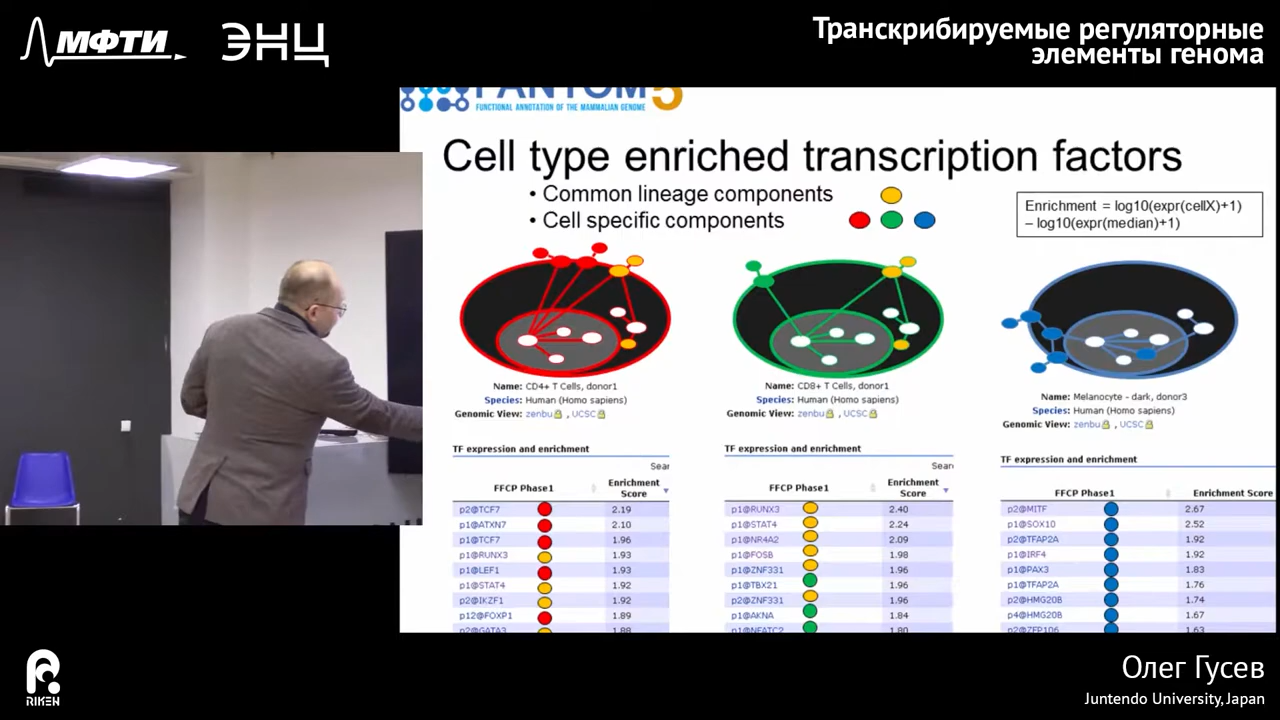 МФТИ
ЭНЦ
Транскрибируемые регуляторные
элементы генома
FANTOM 5
FUNCTIONAL ANNOTATION OF THE MAMMALIAN GENOME
Cell type enriched transcription factors
• Common lineage components
• Cell specific components
Enrichment = log10(expr(cellX)+1)
– log10(expr(median)+1)
Name: CD4+ T Cells, donor1
Species: Human (Homo sapiens)
Genomic View: zenbu , UCSC
TF expression and enrichment
Sear
FFCP Phase1 Enrichment Score
p2@TCF7 2.19
p1@ATXN7 2.10
p1@TCF7 1.96
p1@RUNX3 1.93
p1@LEF1 1.93
p1@STAT4 1.92
p2@IKZF1 1.92
p12@FOXP1 1.89
p2@GATA3 1.88
Name: CD8+ T Cells, donor1
Species: Human (Homo sapiens)
Genomic View: zenbu , UCSC
TF expression and enrichment
Sear
FFCP Phase1 Enrichment Score
p1@RUNX3 2.40
p1@STAT4 2.24
p1@NR4A2 2.09
p1@FOSB 1.98
p1@ZNF331 1.96
p1@TBX21 1.96
p2@ZNF331 1.96
p1@AKNA 1.84
p1@NFATC2 1.80
Name: Melanocyte - dark, donor3
Species: Human (Homo sapiens)
Genomic View: zenbu , UCSC
TF expression and enrichment
FFCP Phase1 Enrichment Score
p2@MITF 2.67
p1@SOX10 2.52
p2@TFAP2A 1.92
p1@IRF4 1.92
p1@PAX3 1.83
p1@TFAP2A 1.76
p2@HMG20B 1.74
p4@HMG20B 1.67
p2@ZFP106 1.63
RIKEN
Олег Гусев
Juntendo University, Japan